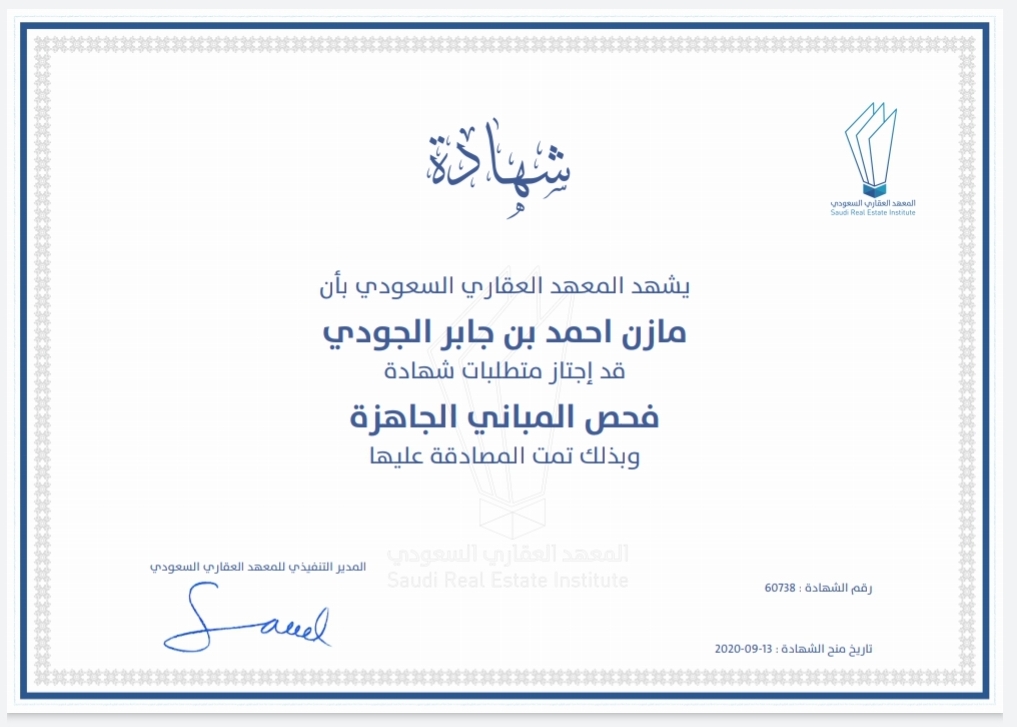 شهادة
المعهد العقاري السعودي
Saudi Real Estate Institute
يشهد المعهد العقاري السعودي بأن
مازن احمد بن جابر الجودي
قد إجتاز متطلبات شهادة
فحص المباني الجاهزة
وبذلك تمت المصادقة عليها
المعهد العقاري السعودي
Saudi Real Estate Institute
المدير التنفيذي للمعهد العقاري السعودي
رقم الشهادة : 60738
تاريخ منح الشهادة : 13-09-2020